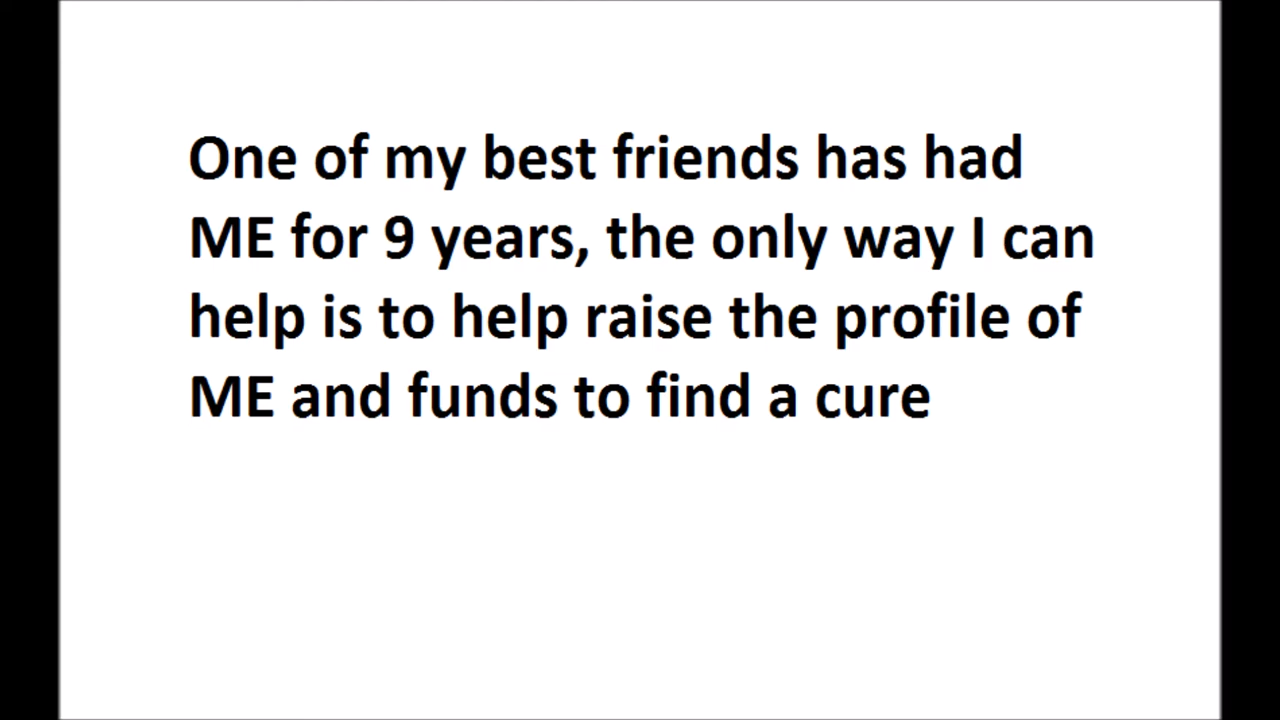 One of my best friends has had
ME for 9 years, the only way I can
help is to help raise the profile of
ME and funds to find a cure